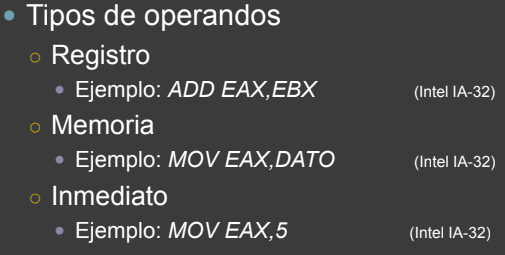 Tipos de operandos
Registro
Ejemplo: ADD EAX,EBX (Intel IA-32)
Memoria
Ejemplo: MOV EAX,DATO (Intel IA-32)
Inmediato
Ejemplo: MOV EAX,5 (Intel IA-32)